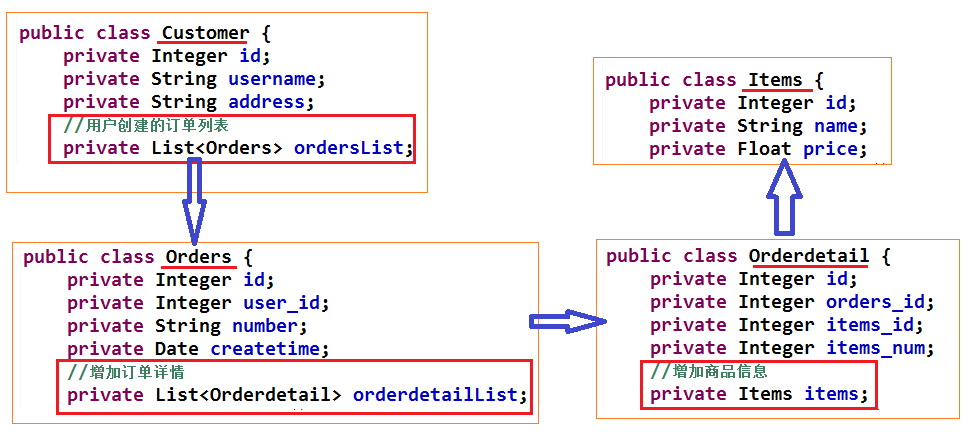 public class Customer {
private Integer id;
private String username;
private String address;
//用户创建的订单列表
private List<Orders> ordersList;
public class Items {
private Integer id;
private String name;
private Float price;
public class Orders {
private Integer id;
private Integer user_id;
private String number;
private Date createtime;
//增加订单详情
private List<Orderdetail> orderdetailList;
public class Orderdetail {
private Integer id;
private Integer orders_id;
private Integer items_id;
private Integer items_num;
//增加商品信息
private Items items;